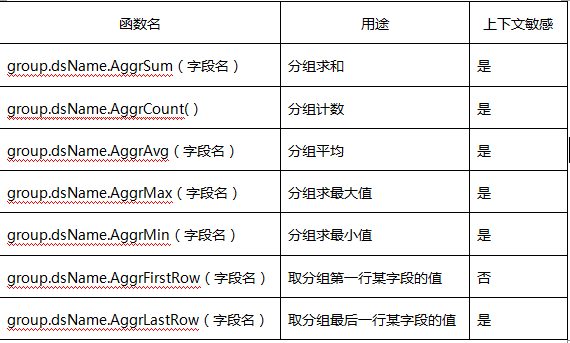 函数名 用途 上下文敏感
group.dsName.AggrSum（字段名） 分组求和 是
group.dsName.AggrCount( ) 分组计数 是
group.dsName.AggrAvg（字段名） 分组平均 是
group.dsName.AggrMax（字段名） 分组求最大值 是
group.dsName.AggrMin（字段名） 分组求最小值 是
group.dsName.AggrFirstRow（字段名） 取分组第一行某字段的值 否
group.dsName.AggrLastRow（字段名） 取分组最后一行某字段的值 是